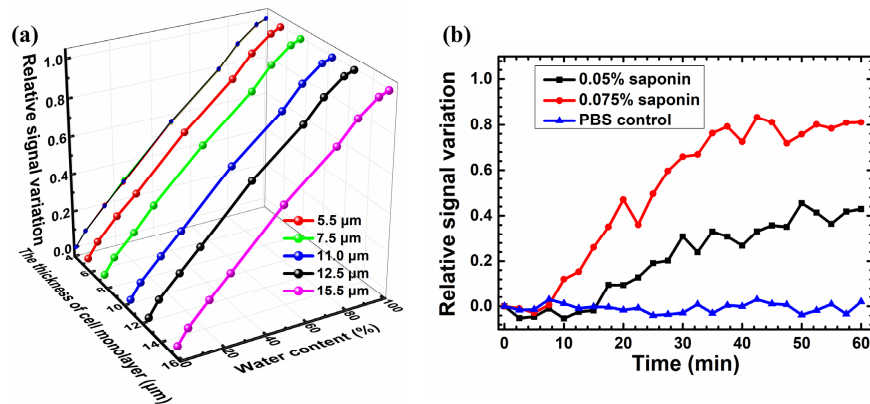 (a)
Relative signal variation
1.0
0.8
0.6
0.4
0.2
0.0
4
6
8
10
12
14
16
The thickness of cell monolayer (μm)
0
20
40
60
80
100
Water content (%)
5.5 μm
7.5 μm
11.0 μm
12.5 μm
15.5 μm
(b)
Relative signal variation
1.0
0.8
0.6
0.4
0.2
0.0
0.05% saponin
0.075% saponin
PBS control
0
10
20
30
40
50
60
Time (min)